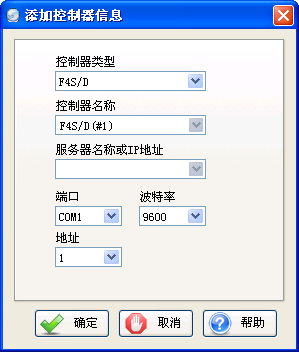 添加控制器信息
控制器类型
F4S/D
控制器名称
F4S/D(#1)
服务器名称或IP地址
端口 波特率
COM1 9600
地址
1
确定 取消 帮助